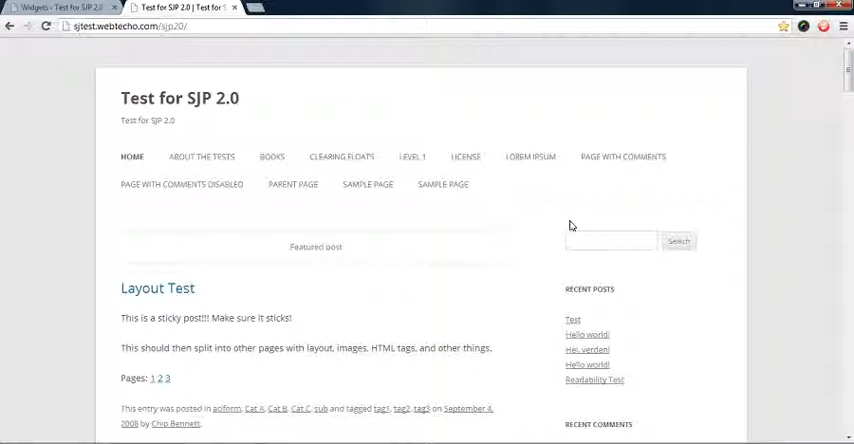 Widgets - Test for SJP 2.0
Test for SJP 2.0 | Test for S
sjtest.webtecho.com/sjp20/
Test for SJP 2.0
Test for SJP 2.0
HOME ABOUT THE TESTS BOOKS CLEARING FLOATS LEVEL 1 LICENSE LOREM IPSUM PAGE WITH COMMENTS
PAGE WITH COMMENTS DISABLED PARENT PAGE SAMPLE PAGE SAMPLE PAGE
Search
Featured post
Layout Test
This is a sticky post!!! Make sure it sticks!
This should then split into other pages with layout, images, HTML tags, and other things.
Pages: 1 2 3
This entry was posted in aciform, Cat A, Cat B, Cat C, sub and tagged tag1, tag2, tag3 on September 4,
2008 by Chip Bennett.
RECENT POSTS
Test
Hello world!
Hei, verden!
Hello world!
Readability Test
RECENT COMMENTS